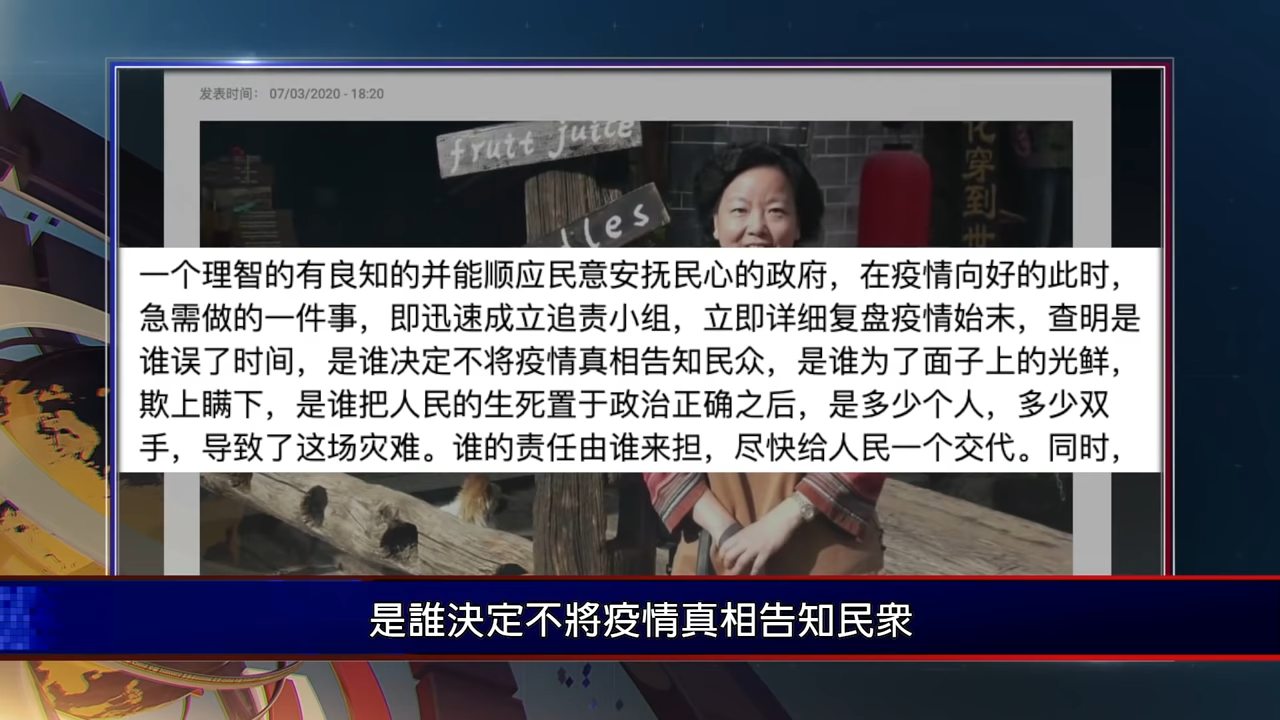 发表时间： 07/03/2020 - 18:20
fruit juice
化穿到世
一个理智的有良知的并能顺应民意安抚民心的政府，在疫情向好的此时，
急需做的一件事，即迅速成立追责小组，立即详细复盘疫情始末，查明是
谁误了时间，是谁决定不将疫情真相告知民众，是谁为了面子上的光鲜，
欺上瞒下，是谁把人民的生死置于政治正确之后，是多少个人，多少双
手，导致了这场灾难。谁的责任由谁来担，尽快给人民一个交代。同时，
是誰決定不將疫情真相告知民衆